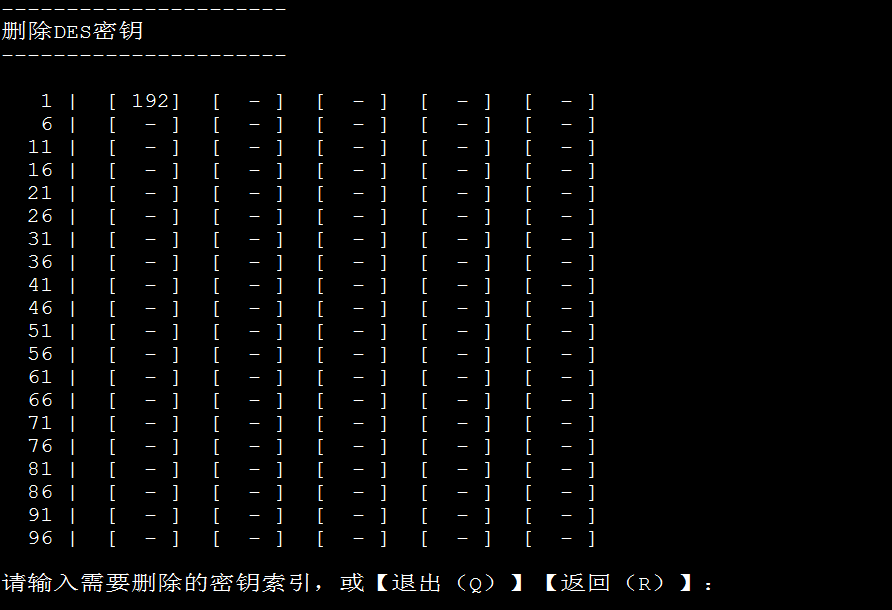 ----------------------
删除DES密钥
----------------------
1 | [ 192] [ - ] [ - ] [ - ] [ - ]
6 | [ - ] [ - ] [ - ] [ - ] [ - ]
11 | [ - ] [ - ] [ - ] [ - ] [ - ]
16 | [ - ] [ - ] [ - ] [ - ] [ - ]
21 | [ - ] [ - ] [ - ] [ - ] [ - ]
26 | [ - ] [ - ] [ - ] [ - ] [ - ]
31 | [ - ] [ - ] [ - ] [ - ] [ - ]
36 | [ - ] [ - ] [ - ] [ - ] [ - ]
41 | [ - ] [ - ] [ - ] [ - ] [ - ]
46 | [ - ] [ - ] [ - ] [ - ] [ - ]
51 | [ - ] [ - ] [ - ] [ - ] [ - ]
56 | [ - ] [ - ] [ - ] [ - ] [ - ]
61 | [ - ] [ - ] [ - ] [ - ] [ - ]
66 | [ - ] [ - ] [ - ] [ - ] [ - ]
71 | [ - ] [ - ] [ - ] [ - ] [ - ]
76 | [ - ] [ - ] [ - ] [ - ] [ - ]
81 | [ - ] [ - ] [ - ] [ - ] [ - ]
86 | [ - ] [ - ] [ - ] [ - ] [ - ]
91 | [ - ] [ - ] [ - ] [ - ] [ - ]
96 | [ - ] [ - ] [ - ] [ - ] [ - ]
请输入需要删除的密钥索引，或【退出（Q）】【返回（R）】：